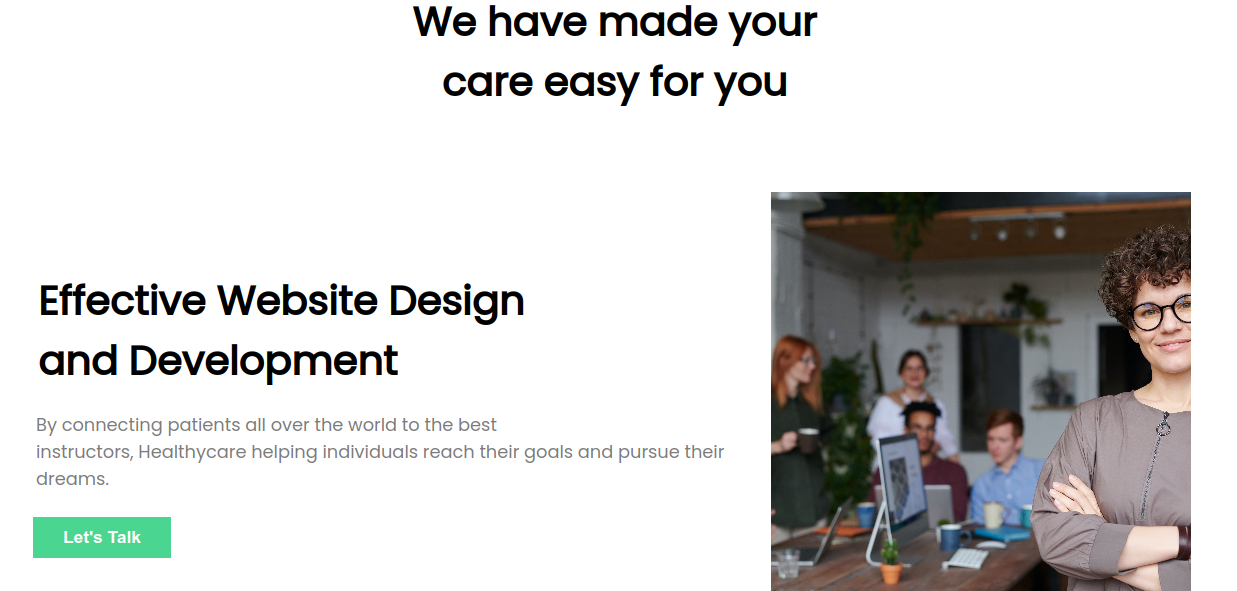 We have made your
care easy for you
Effective Website Design
and Development
By connecting patients all over the world to the best
instructors, Healthycare helping individuals reach their goals and pursue their
dreams.
Let's Talk